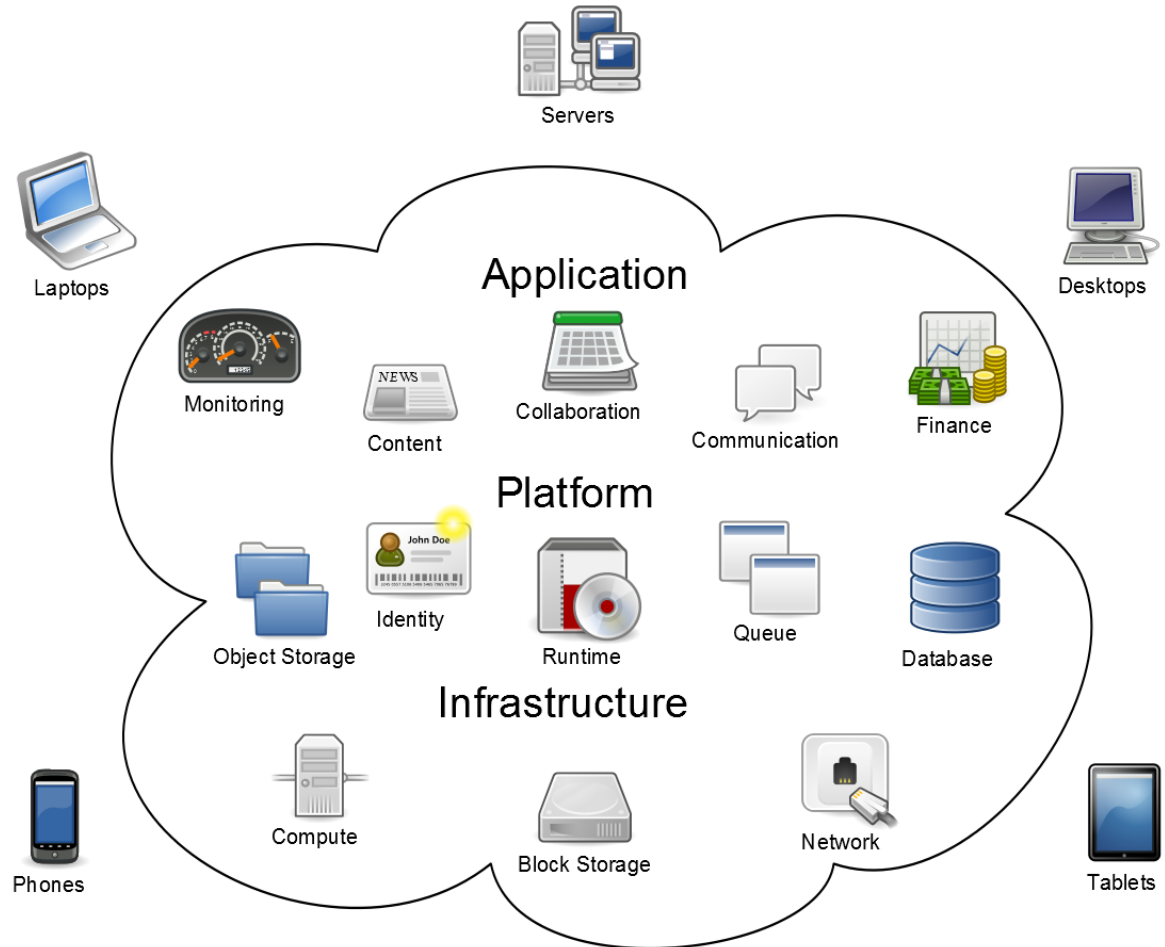 Servers
Laptops
Desktops
Application
Monitoring
NEWS
Content
Collaboration
Communication
Finance
Platform
John Doe
Object Storage
Identity
Runtime
Queue
Database
Infrastructure
Compute
Block Storage
Network
Phones
Tablets